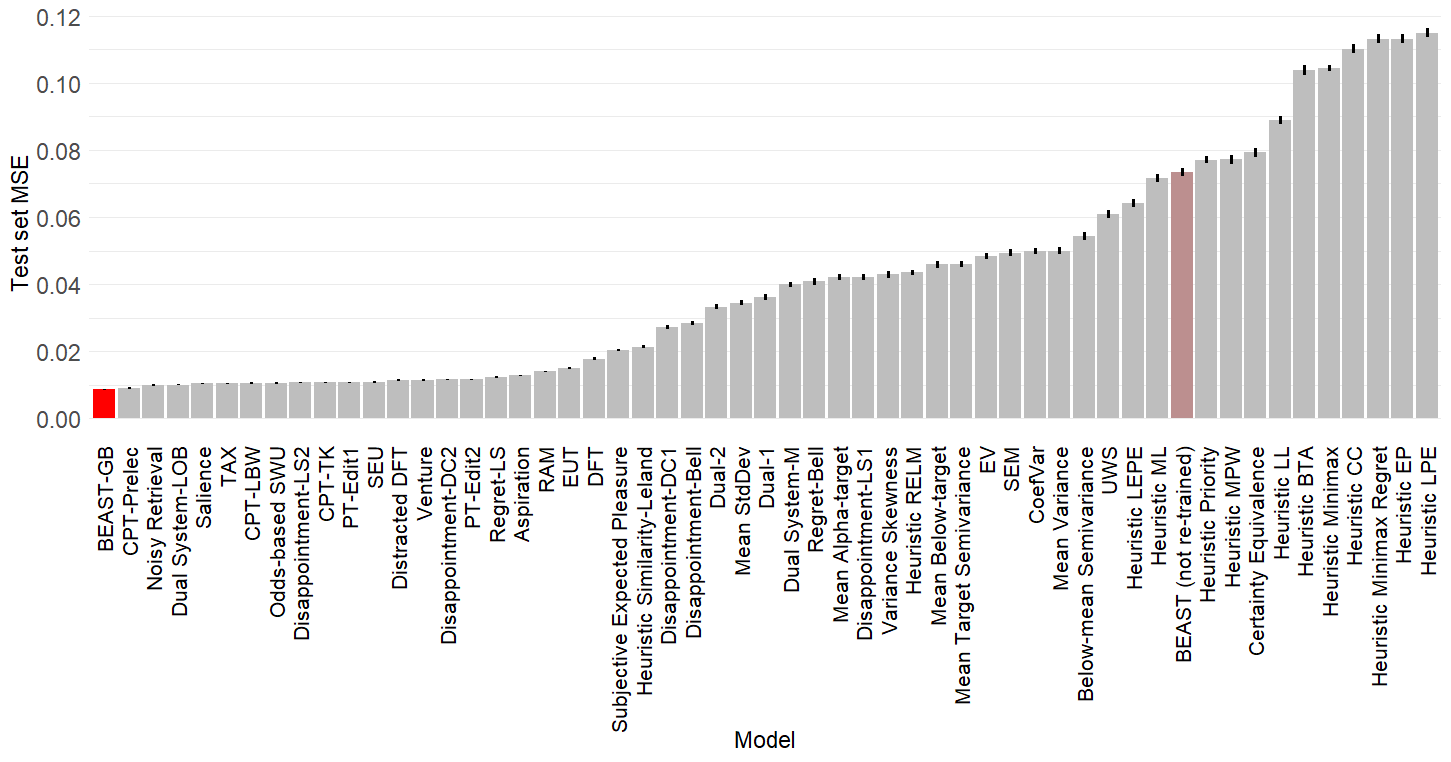 0.12
0.10
0.08
0.06
0.04
0.02
0.00
Test set MSE
BEAST-GB
CPT-Prelec
Noisy Retrieval
Dual System-LOB
Salience
TAX
CPT-LBW
Odds-based SWU
Disappointment-LS2
CPT-TK
PT-Edit1
SEU
Distracted DFT
Venture
Disappointment-DC2
PT-Edit2
Regret-LS
Aspiration
RAM
EUT
DFT
Subjective Expected Pleasure
Heuristic Similarity-Leland
Disappointment-DC1
Disappointment-Bell
Dual-2
Mean StdDev
Dual-1
Dual System-M
Regret-Bell
Mean Alpha-target
Disappointment-LS1
Variance Skewness
Heuristic RELM
Mean Below-target
Mean Target Semivariance
EV
SEM
CoefVar
Mean Variance
Below-mean Semivariance
UWS
Heuristic LEPE
Heuristic ML
BEAST (not re-trained)
Heuristic Priority
Heuristic MPW
Certainty Equivalence
Heuristic LL
Heuristic BTA
Heuristic Minimax
Heuristic CC
Heuristic Minimax Regret
Heuristic EP
Heuristic LPE
Model